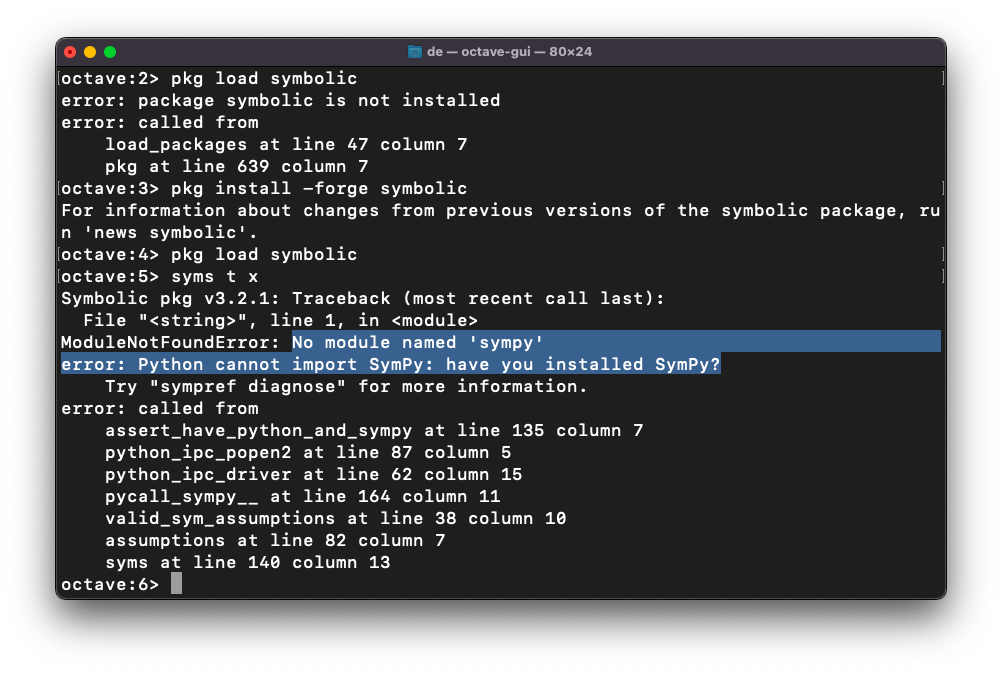 de — octave-gui — 80×24
[octave:2> pkg load symbolic ]
error: package symbolic is not installed
error: called from
    load_packages at line 47 column 7
    pkg at line 639 column 7
[octave:3> pkg install -forge symbolic ]
For information about changes from previous versions of the symbolic package, ru
n 'news symbolic'.
[octave:4> pkg load symbolic ]
[octave:5> syms t x ]
Symbolic pkg v3.2.1: Traceback (most recent call last):
  File "<string>", line 1, in <module>
ModuleNotFoundError: No module named 'sympy'
error: Python cannot import SymPy: have you installed SymPy?
    Try "sympref diagnose" for more information.
error: called from
    assert_have_python_and_sympy at line 135 column 7
    python_ipc_popen2 at line 87 column 5
    python_ipc_driver at line 62 column 15
    pycall_sympy__ at line 164 column 11
    valid_sym_assumptions at line 38 column 10
    assumptions at line 82 column 7
    syms at line 140 column 13
octave:6>